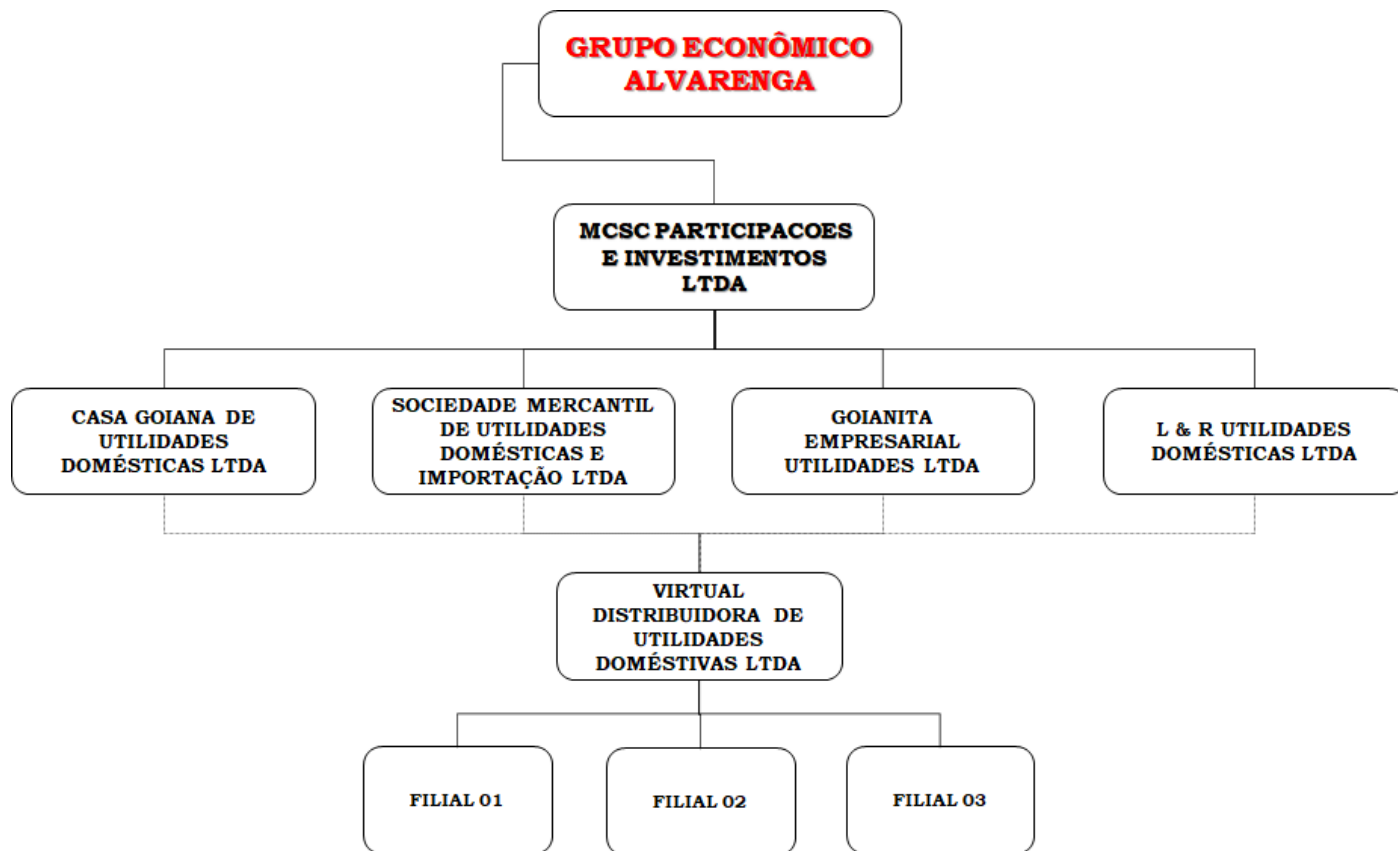 GRUPO ECONÔMICO
ALVARENGA
MCSC PARTICIPACOES
E INVESTIMENTOS
LTDA
CASA GOIANA DE
UTILIDADES
DOMÉSTICAS LTDA
SOCIEDADE MERCANTIL
DE UTILIDADES
DOMÉSTICAS E
IMPORTAÇÃO LTDA
GOIANITA
EMPRESARIAL
UTILIDADES LTDA
L & R UTILIDADES
DOMÉSTICAS LTDA
VIRTUAL
DISTRIBUIDORA DE
UTILIDADES
DOMÉSTIVAS LTDA
FILIAL 01
FILIAL 02
FILIAL 03